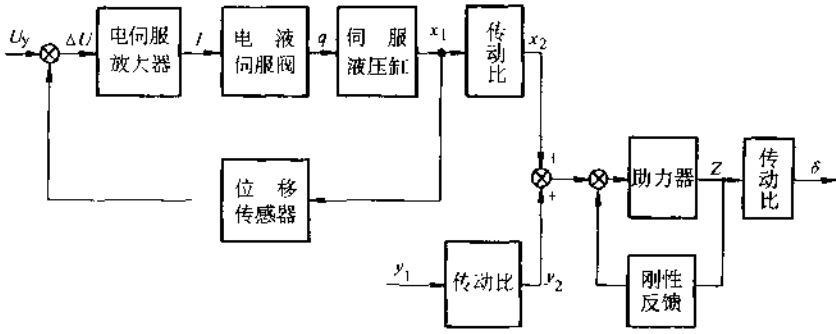 U_y
ΔU
电伺服
放大器
I
电 液
伺服阀
q
伺 服
液压缸
x₁
传
动
比
x₂
位 移
传感器
+
+
助力器
Z
传
动
比
δ
y₁
传动比
y₂
刚性
反馈